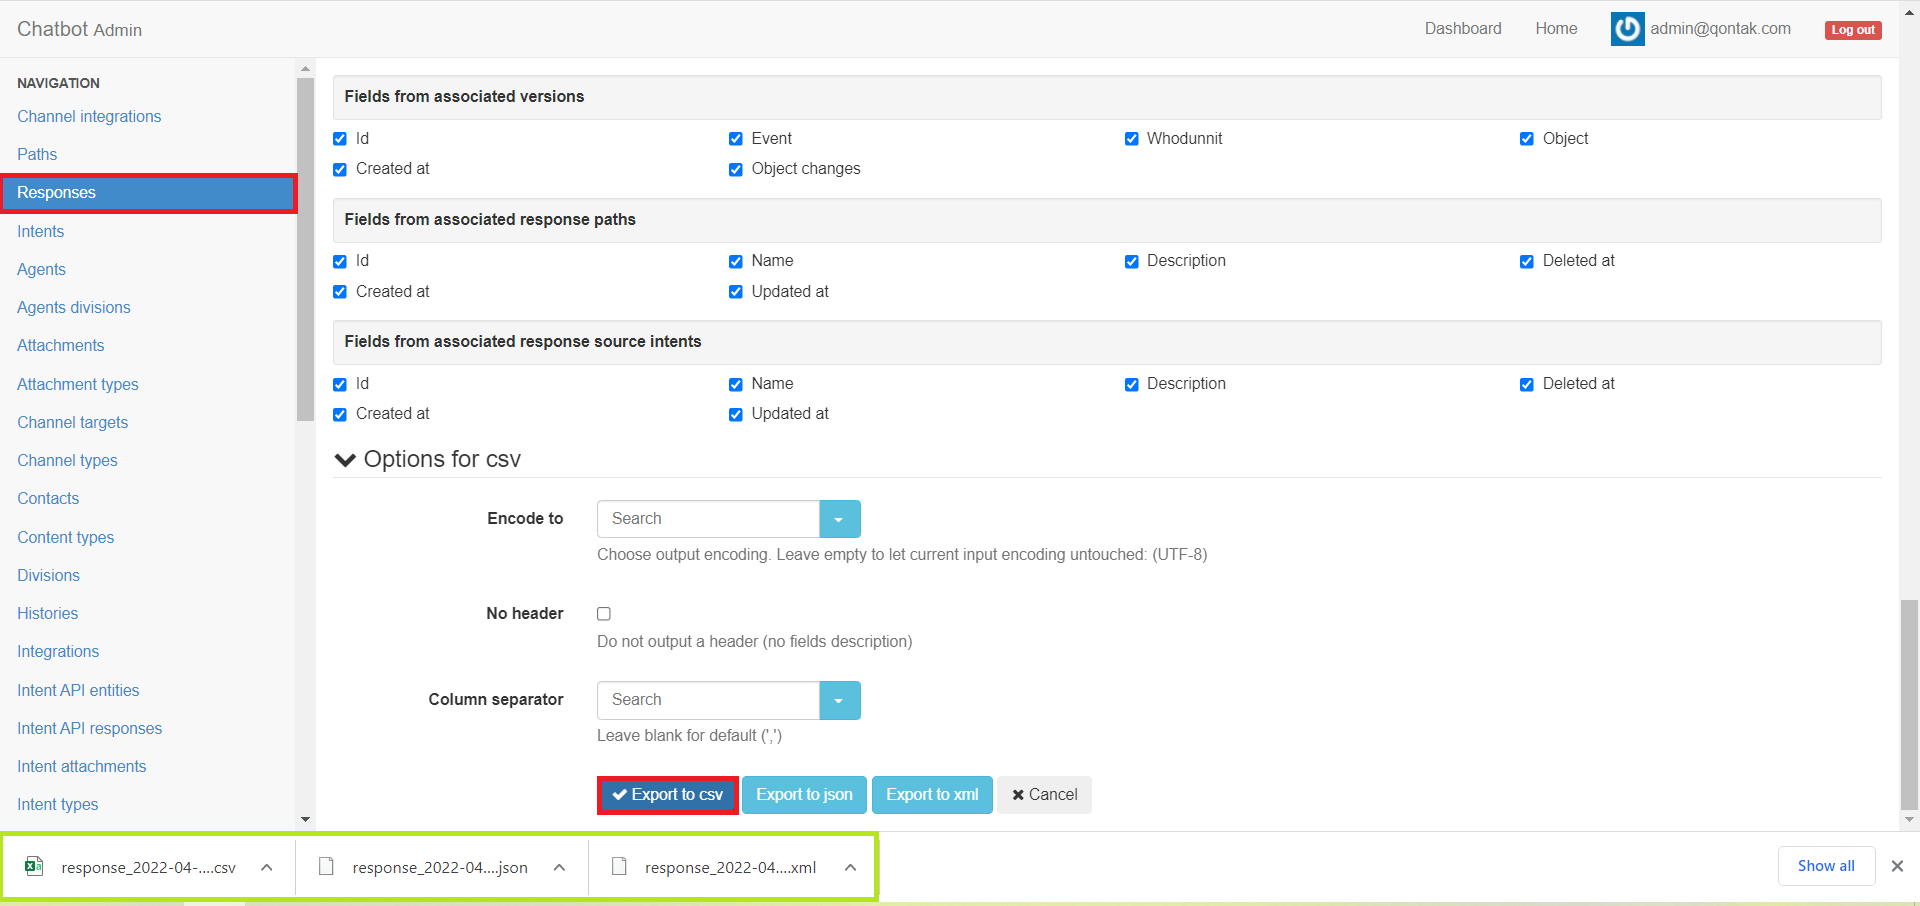 Chatbot Admin
Dashboard Home admin@qontak.com Log out
NAVIGATION
Channel integrations
Paths
Responses
Intents
Agents
Agents divisions
Attachments
Attachment types
Channel targets
Channel types
Contacts
Content types
Divisions
Histories
Integrations
Intent API entities
Intent API responses
Intent attachments
Intent types
Fields from associated versions
Id Event Whodunnit Object
Created at Object changes
Fields from associated response paths
Id Name Description Deleted at
Created at Updated at
Fields from associated response source intents
Id Name Description Deleted at
Created at Updated at
Options for csv
Encode to Search
Choose output encoding. Leave empty to let current input encoding untouched: (UTF-8)
No header
Do not output a header (no fields description)
Column separator Search
Leave blank for default (',')
Export to csv Export to json Export to xml Cancel
response_2022-04-....csv response_2022-04....json response_2022-04....xml Show all